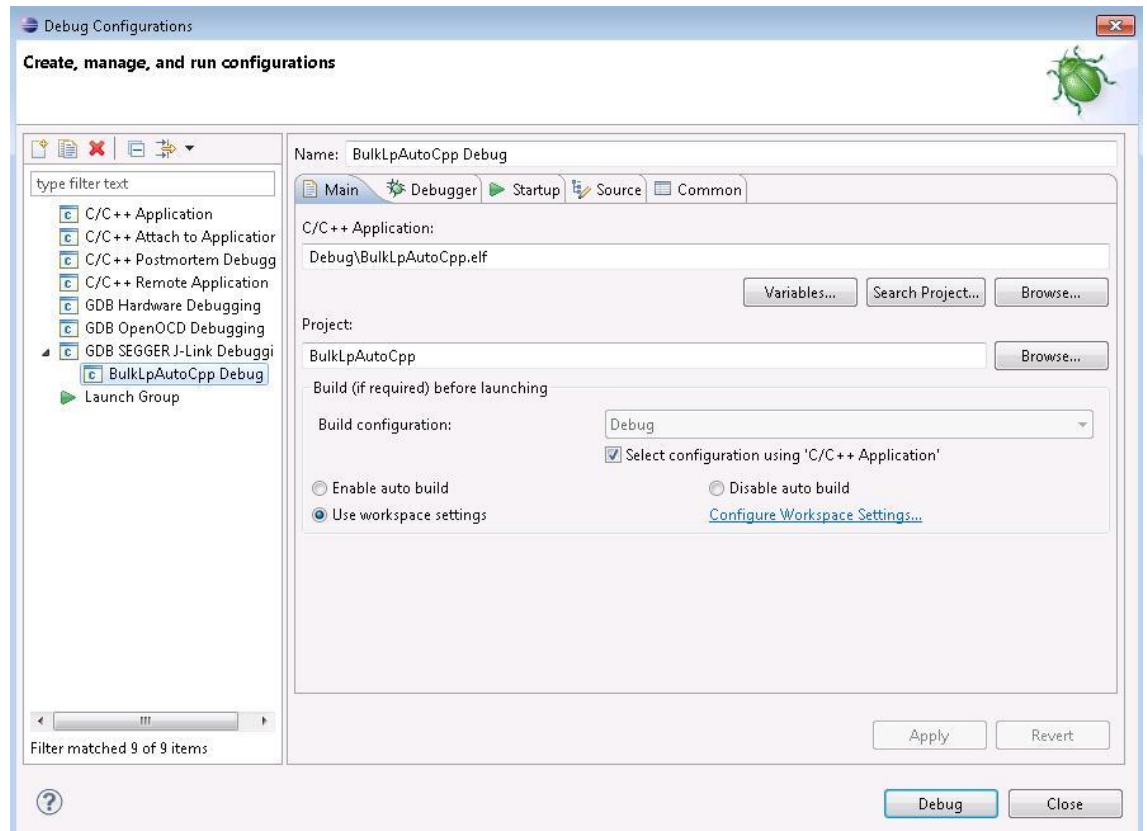 Debug Configurations
Create, manage, and run configurations
type filter text
C/C++ Application
C/C++ Attach to Application
C/C++ Postmortem Debugg
C/C++ Remote Application
GDB Hardware Debugging
GDB OpenOCD Debugging
GDB SEGGER J-Link Debuggi
BulkLpAutoCpp Debug
Launch Group
Filter matched 9 of 9 items
Name: BulkLpAutoCpp Debug
Main Debugger Startup Source Common
C/C++ Application:
Debug\BulkLpAutoCpp.elf
Variables... Search Project... Browse...
Project:
BulkLpAutoCpp Browse...
Build (if required) before launching
Build configuration: Debug
Select configuration using 'C/C++ Application'
Enable auto build Disable auto build
Use workspace settings Configure Workspace Settings...
Apply Revert
Debug Close